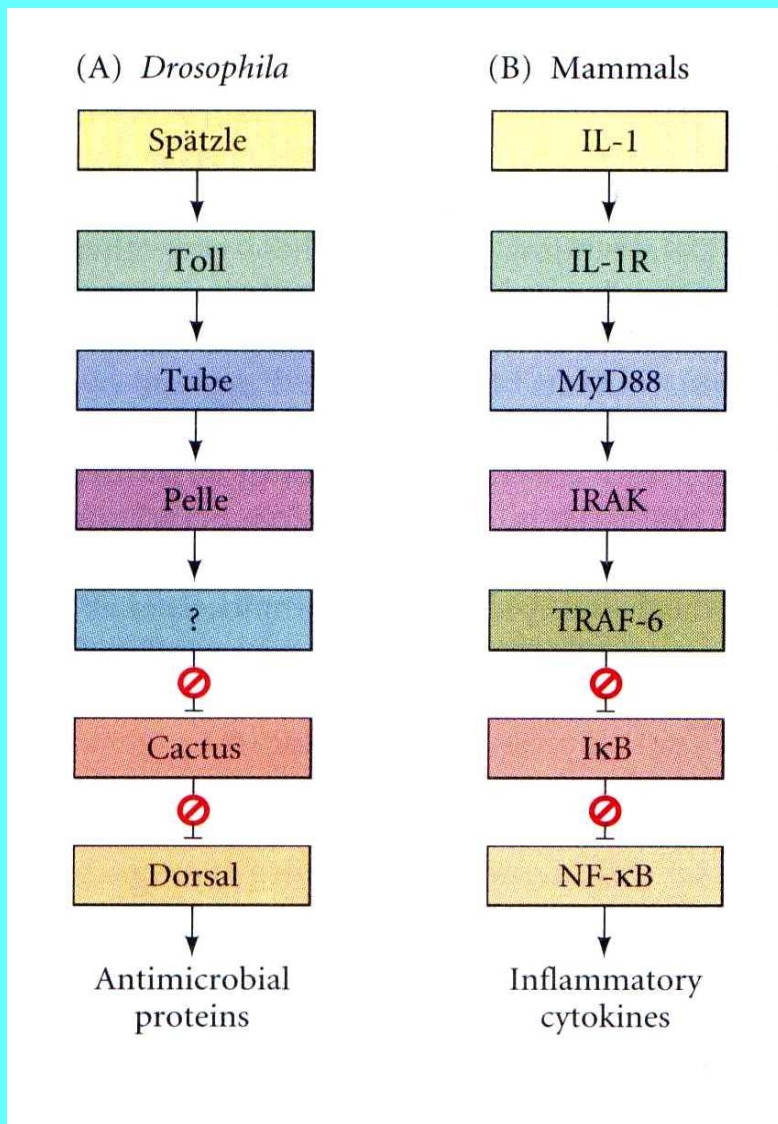 (A) Drosophila
Spätzle
Toll
Tube
Pelle
?
Cactus
Dorsal
Antimicrobial
proteins
(B) Mammals
IL-1
IL-1R
MyD88
IRAK
TRAF-6
IκB
NF-κB
Inflammatory
cytokines